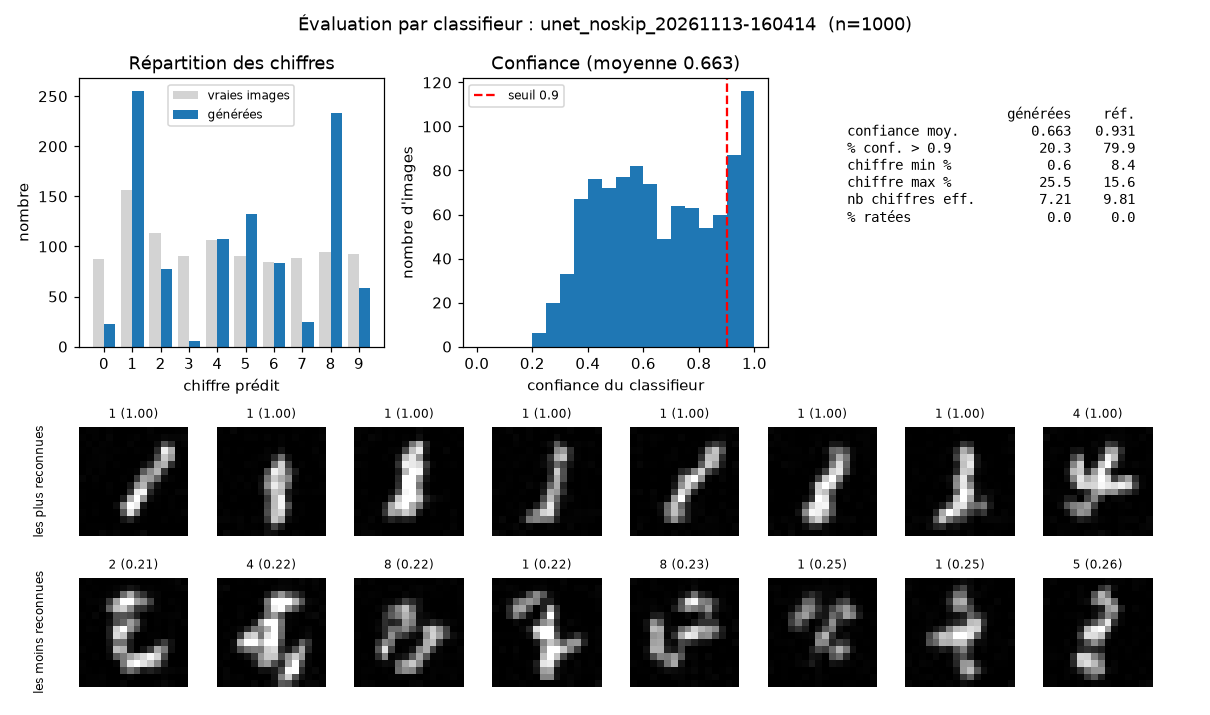 Évaluation par classifieur : unet_noskip_20261113-160414 (n=1000)
Répartition des chiffres
vraies images
générées
250
200
150
100
50
0
nombre
0 1 2 3 4 5 6 7 8 9
chiffre prédit
Confiance (moyenne 0.663)
seuil 0.9
120
100
80
60
40
20
0
nombre d'images
0.0 0.2 0.4 0.6 0.8 1.0
confiance du classifieur
générées réf.
confiance moy. 0.663 0.931
% conf. > 0.9 20.3 79.9
chiffre min % 0.6 8.4
chiffre max % 25.5 15.6
nb chiffres eff. 7.21 9.81
% ratées 0.0 0.0
les plus reconnues
1 (1.00) 1 (1.00) 1 (1.00) 1 (1.00) 1 (1.00) 1 (1.00) 1 (1.00) 4 (1.00)
les moins reconnues
2 (0.21) 4 (0.22) 8 (0.22) 1 (0.22) 8 (0.23) 1 (0.25) 1 (0.25) 5 (0.26)